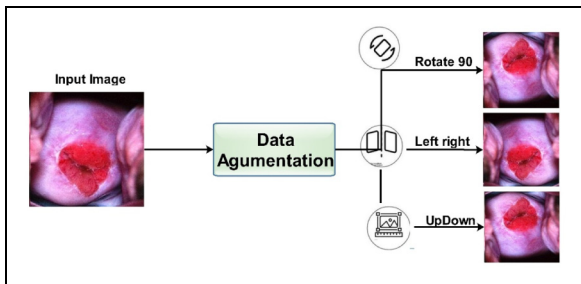 Input Image
Data
Agumentation
Rotate 90
Left right
UpDown